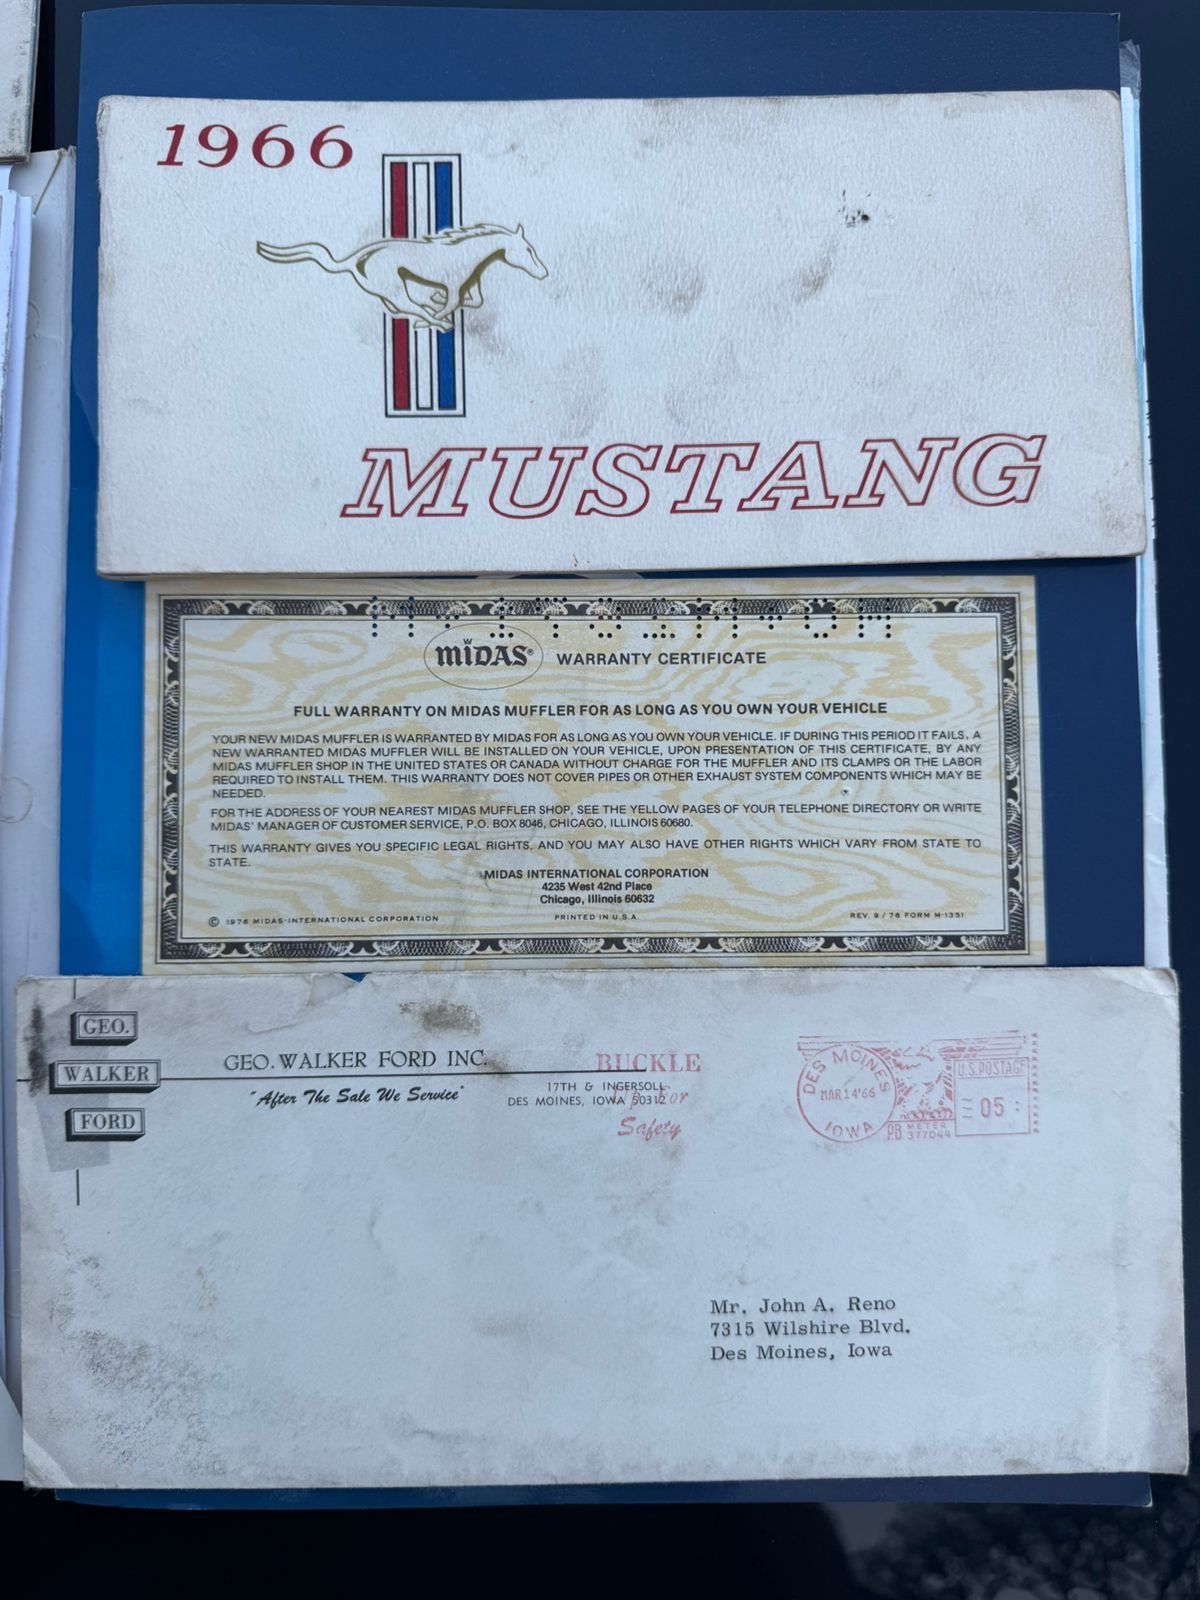 1966
MUSTANG
MIDAS® WARRANTY CERTIFICATE
FULL WARRANTY ON MIDAS MUFFLER FOR AS LONG AS YOU OWN YOUR VEHICLE
YOUR NEW MIDAS MUFFLER IS WARRANTED BY MIDAS FOR AS LONG AS YOU OWN YOUR VEHICLE. IF DURING THIS PERIOD IT FAILS, A
NEW WARRANTED MIDAS MUFFLER WILL BE INSTALLED ON YOUR VEHICLE, UPON PRESENTATION OF THIS CERTIFICATE, BY ANY
MIDAS MUFFLER SHOP IN THE UNITED STATES OR CANADA WITHOUT CHARGE FOR THE MUFFLER AND ITS CLAMPS OR THE LABOR
REQUIRED TO INSTALL THEM. THIS WARRANTY DOES NOT COVER PIPES OR OTHER EXHAUST SYSTEM COMPONENTS WHICH MAY BE
NEEDED.
FOR THE ADDRESS OF YOUR NEAREST MIDAS MUFFLER SHOP, SEE THE YELLOW PAGES OF YOUR TELEPHONE DIRECTORY OR WRITE
MIDAS' MANAGER OF CUSTOMER SERVICE, P.O. BOX 8046, CHICAGO, ILLINOIS 60680.
THIS WARRANTY GIVES YOU SPECIFIC LEGAL RIGHTS, AND YOU MAY ALSO HAVE OTHER RIGHTS WHICH VARY FROM STATE TO
STATE.
MIDAS INTERNATIONAL CORPORATION
4235 West 42nd Place
Chicago, Illinois 60632
© 1976 MIDAS-INTERNATIONAL CORPORATION PRINTED IN U.S.A. REV. 9/76 FORM M-1351
GEO.
WALKER
FORD
GEO. WALKER FORD INC.
"After The Sale We Service"
17TH & INGERSOLL
DES MOINES, IOWA 50312
BUCKLE
Up For
Safety
DES MOINES
MAR 14 '66
IOWA
U.S. POSTAGE
05
P.B. METER
377044
Mr. John A. Reno
7315 Wilshire Blvd.
Des Moines, Iowa